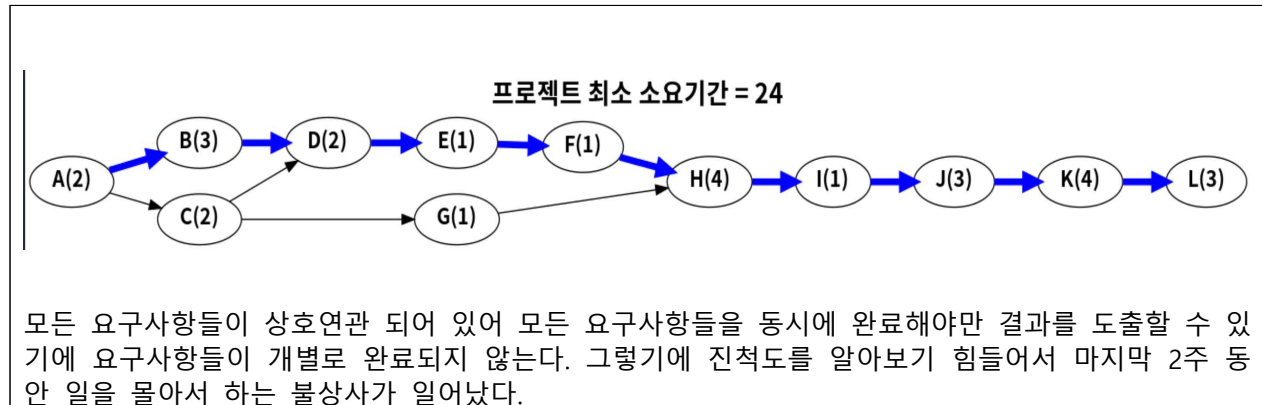 프로젝트 최소 소요기간 = 24
B(3) D(2) E(1) F(1)
A(2) H(4) I(1) J(3) K(4) L(3)
C(2) G(1)
모든 요구사항들이 상호연관 되어 있어 모든 요구사항들을 동시에 완료해야만 결과를 도출할 수 있
기에 요구사항들이 개별로 완료되지 않는다. 그렇기에 진척도를 알아보기 힘들어서 마지막 2주 동
안 일을 몰아서 하는 불상사가 일어났다.